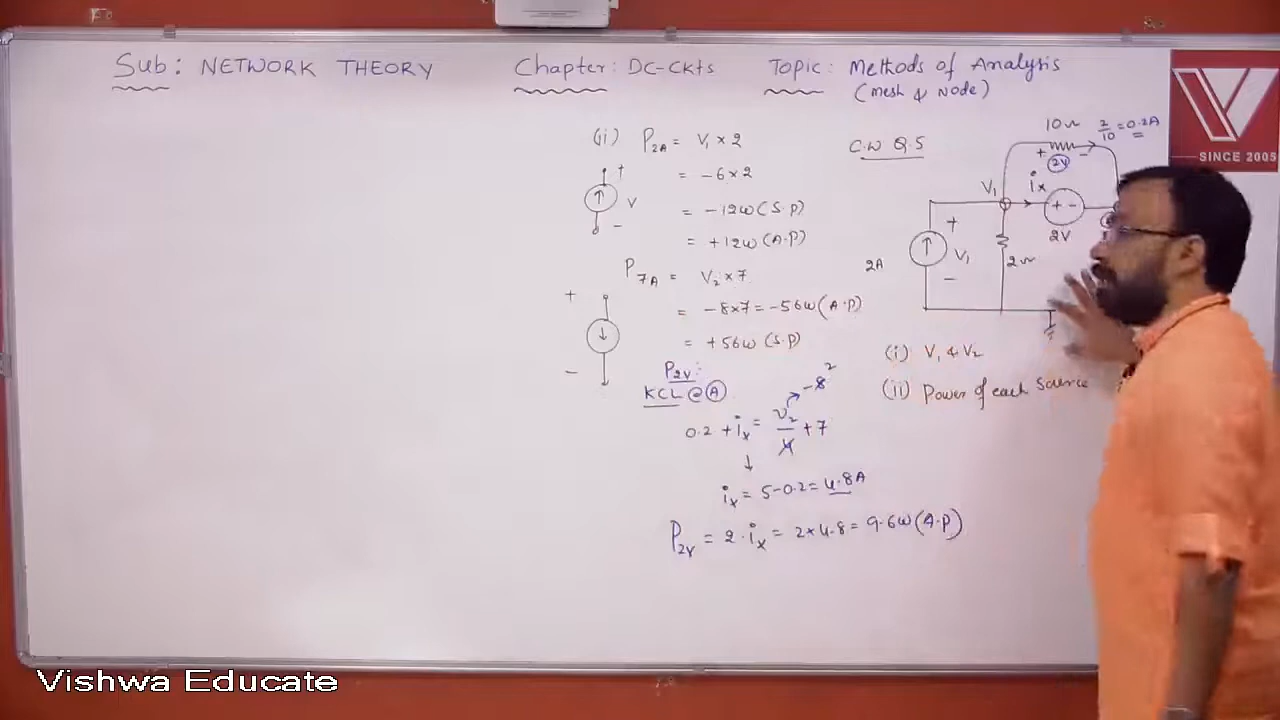 Sub: NETWORK THEORY Chapter: DC-Ckts Topic: Methods of Analysis
(Mesh & Node)
(ii) P2A = V1 × 2
= -6 × 2
= -12w (S.P)
= +12w (A.P)
+
V
-
P7A = V2 × 7
= -8×7 = -56w (A.P)
= +56w (S.P)
+
-
P2V:
KCL @ A
0.2 + ix = V2/4 + 7
-8 2
↓
ix = 5-0.2 = 4.8A
P2V = 2 · ix = 2×4.8 = 9.6w (A.P)
C.W Q.5
10Ω 2/10 = 0.2A
+ 2V -
V1 ix
+ -
2V
2A
+
V1
-
2Ω
(i) V1 & V2
(ii) Power of each Source
V
SINCE 2005
Vishwa Educate